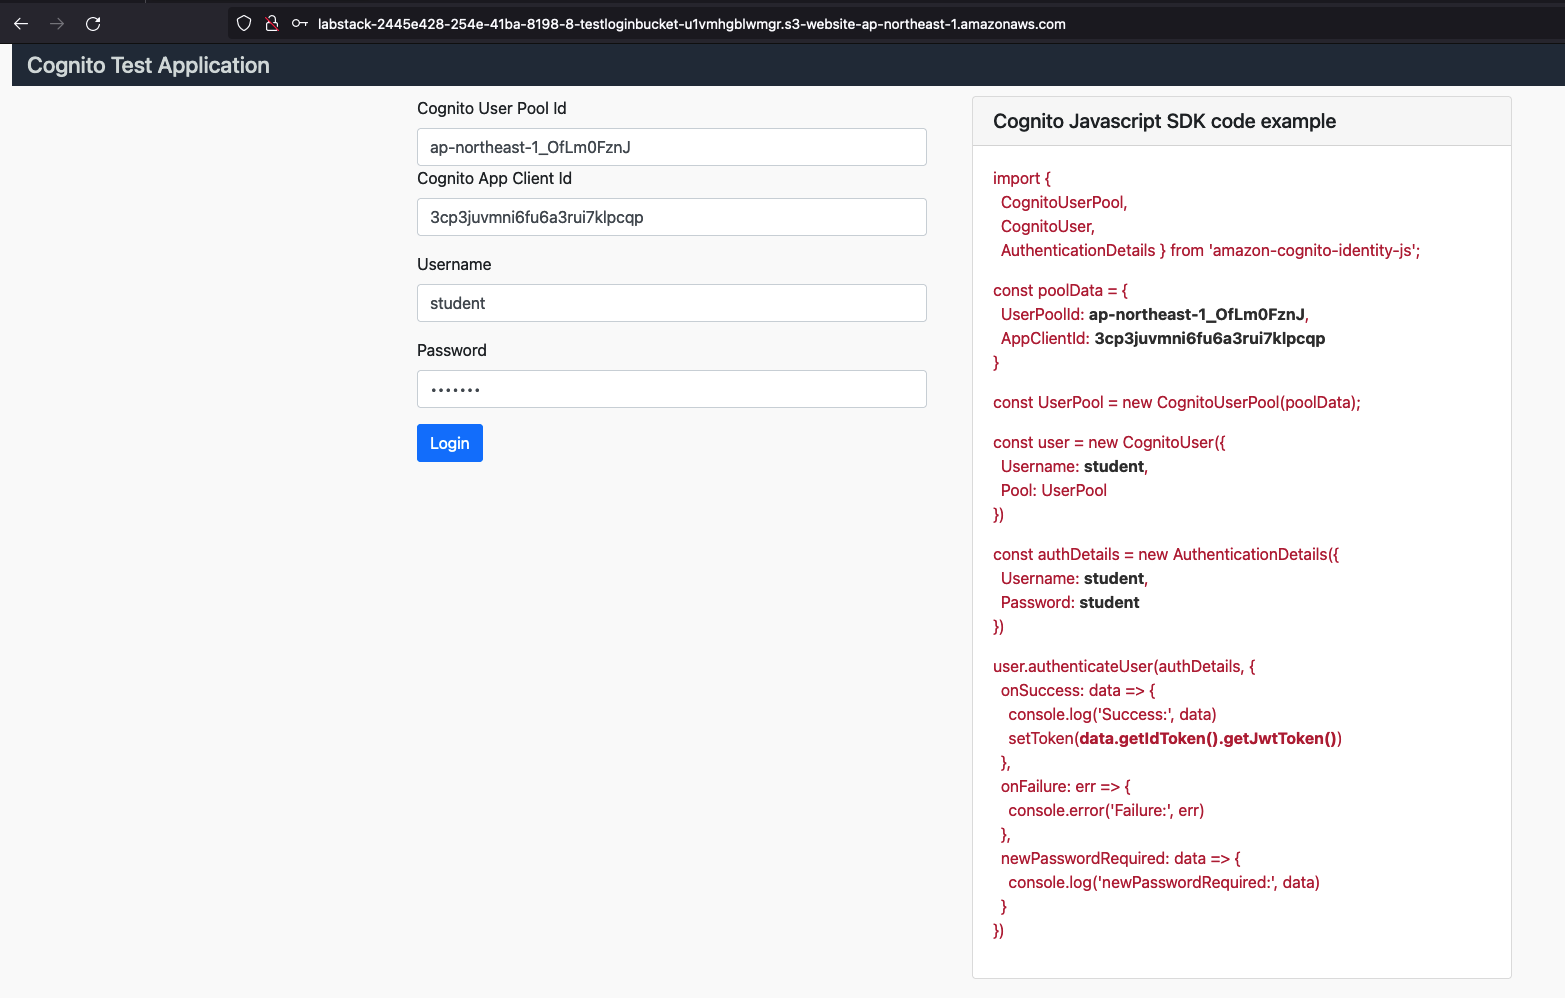 labstack-2445e428-254e-41ba-8198-8-testloginbucket-u1vmhgblwmgr.s3-website-ap-northeast-1.amazonaws.com
Cognito Test Application
Cognito User Pool Id
ap-northeast-1_OfLm0FznJ
Cognito App Client Id
3cp3juvmni6fu6a3rui7klpcqp
Username
student
Password
•••••••
Login
Cognito Javascript SDK code example
import {
CognitoUserPool,
CognitoUser,
AuthenticationDetails } from 'amazon-cognito-identity-js';
const poolData = {
UserPoolId: ap-northeast-1_OfLm0FznJ,
AppClientId: 3cp3juvmni6fu6a3rui7klpcqp
}
const UserPool = new CognitoUserPool(poolData);
const user = new CognitoUser({
Username: student,
Pool: UserPool
})
const authDetails = new AuthenticationDetails({
Username: student,
Password: student
})
user.authenticateUser(authDetails, {
onSuccess: data => {
console.log('Success:', data)
setToken(data.getIdToken().getJwtToken())
},
onFailure: err => {
console.error('Failure:', err)
},
newPasswordRequired: data => {
console.log('newPasswordRequired:', data)
}
})